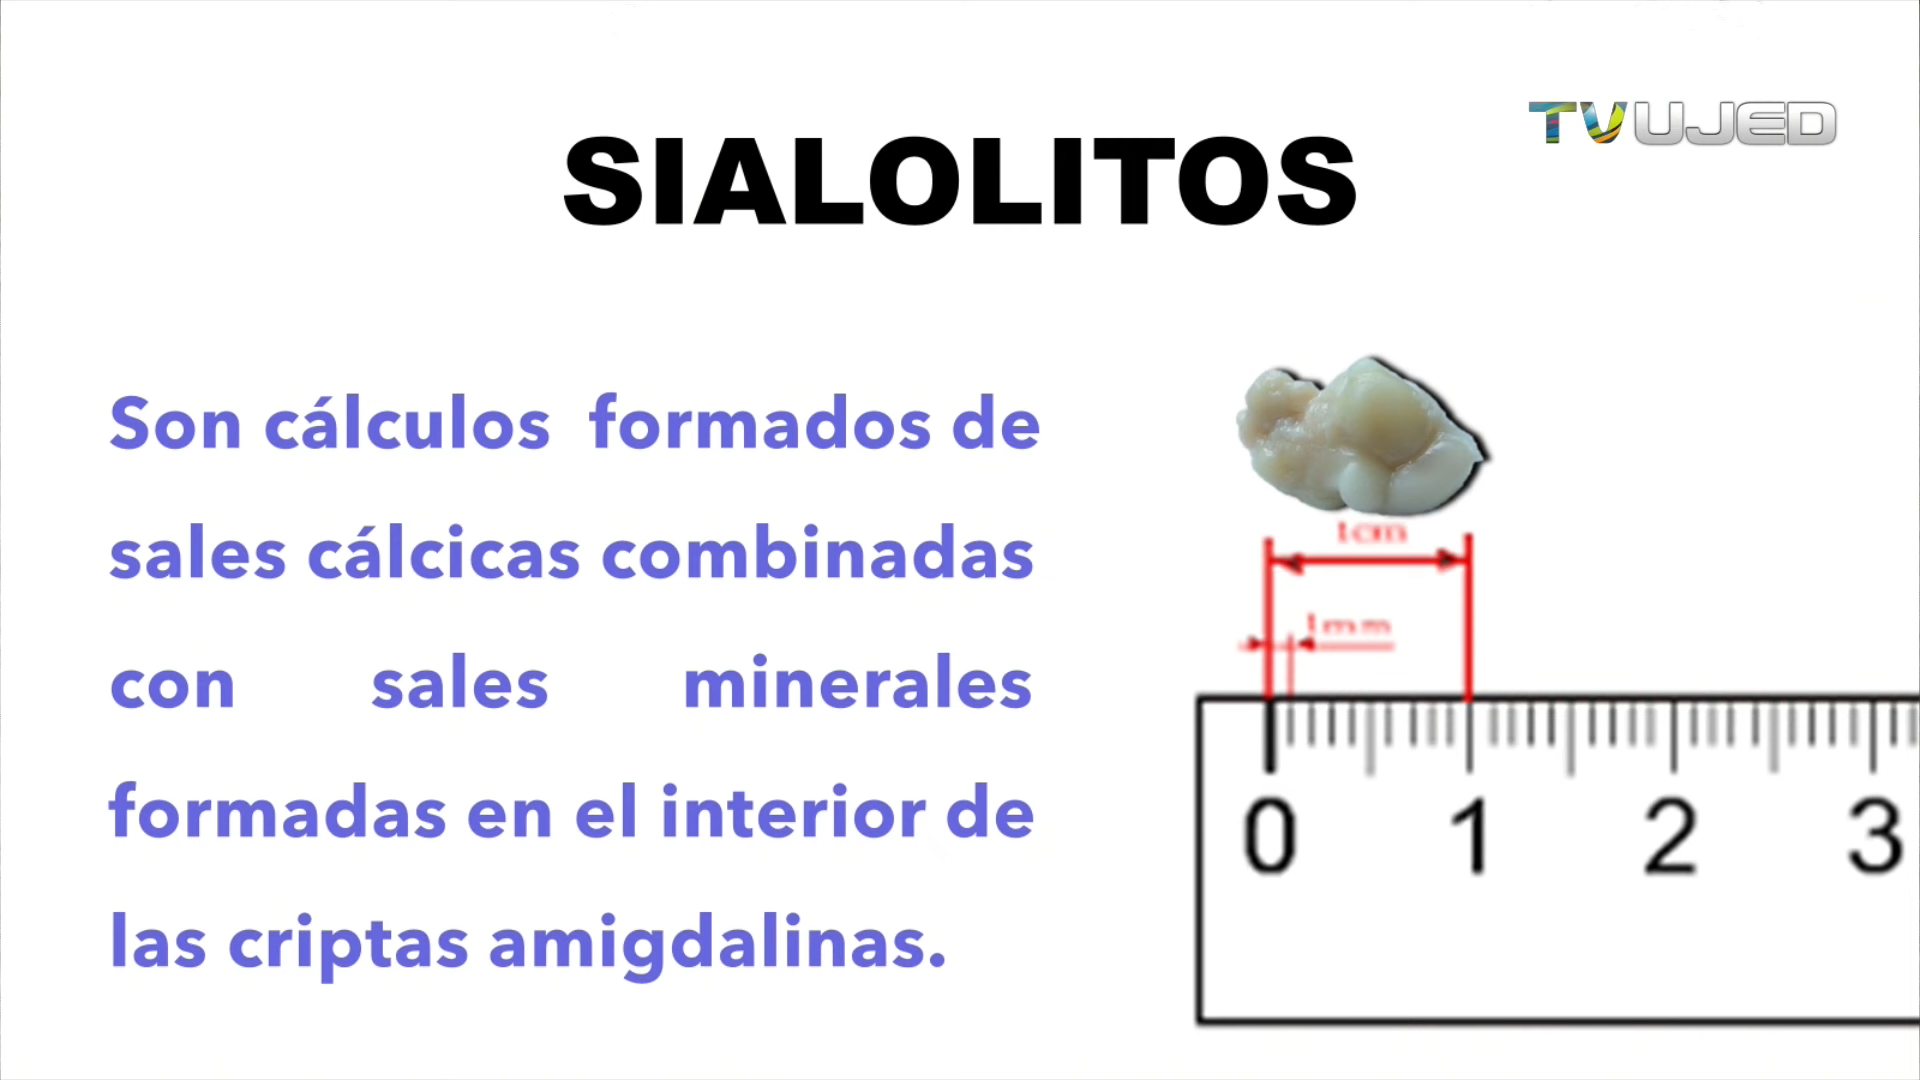 TVUJED
SIALOLITOS
Son cálculos formados de
sales cálcicas combinadas
con sales minerales
formadas en el interior de
las criptas amigdalinas.
1cm
1mm
0 1 2 3